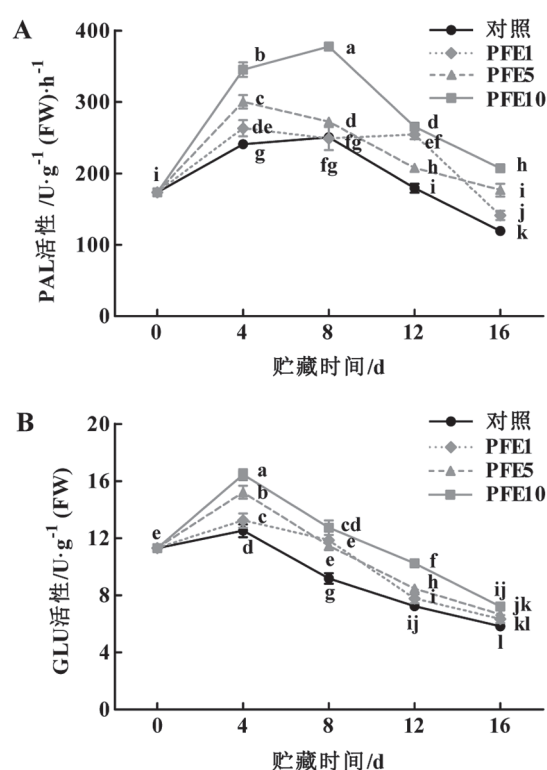 A
PAL活性 /U·g⁻¹ (FW)·h⁻¹
400
300
200
100
0
对照
PFE1
PFE5
PFE10
i
b
c
de
g
a
d
fg
fg
d
ef
h
i
h
i
j
k
0 4 8 12 16
贮藏时间/d
B
GLU活性/U·g⁻¹ (FW)
20
16
12
8
4
0
对照
PFE1
PFE5
PFE10
e
a
b
c
d
cd
e
e
g
f
h
i
ij
ij
jk
kl
l
0 4 8 12 16
贮藏时间/d